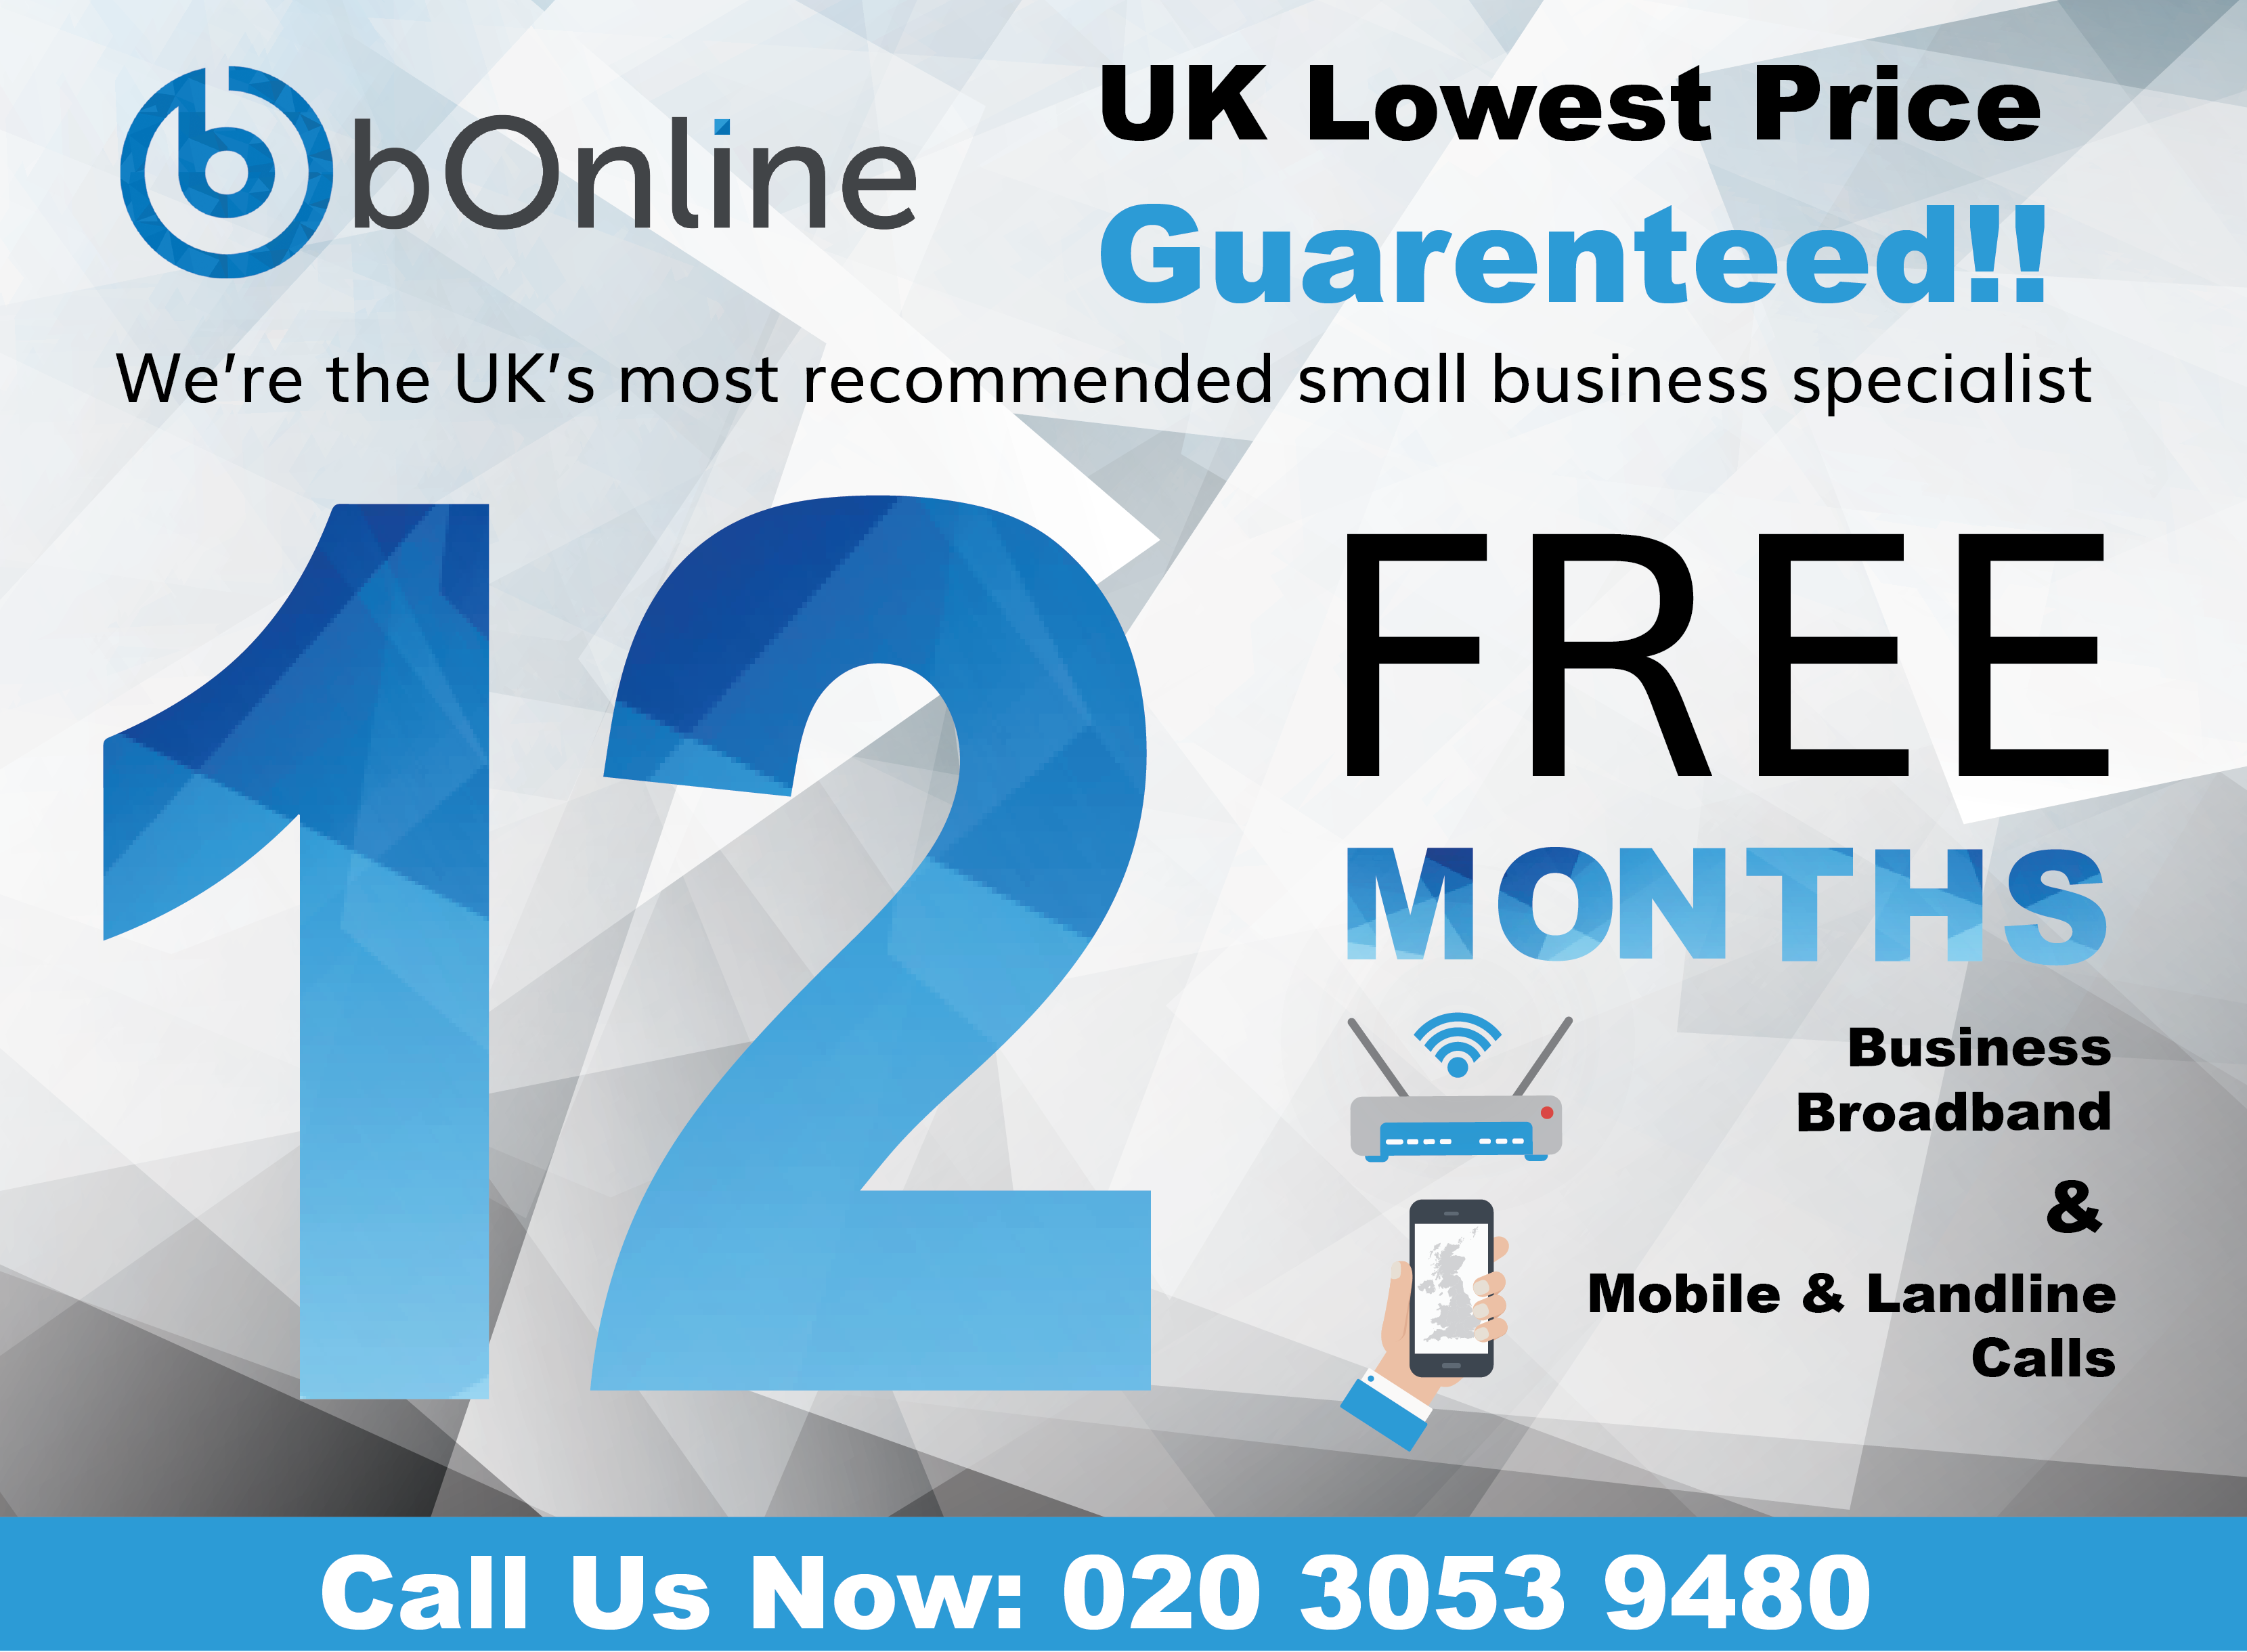 bOnline
UK Lowest Price
Guarenteed!!
We're the UK's most recommended small business specialist
12
FREE
MONTHS
Business
Broadband
&
Mobile & Landline
Calls
Call Us Now: 020 3053 9480